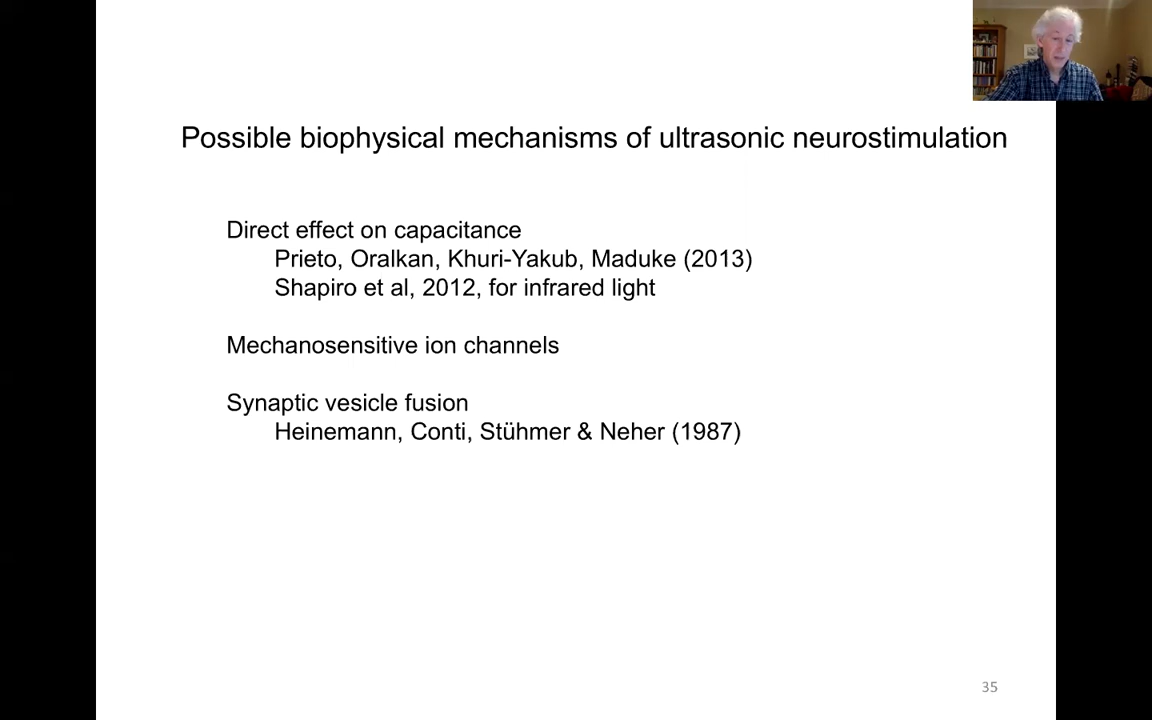 Possible biophysical mechanisms of ultrasonic neurostimulation
Direct effect on capacitance
Prieto, Oralkan, Khuri-Yakub, Maduke (2013)
Shapiro et al, 2012, for infrared light
Mechanosensitive ion channels
Synaptic vesicle fusion
Heinemann, Conti, Stühmer & Neher (1987)
35